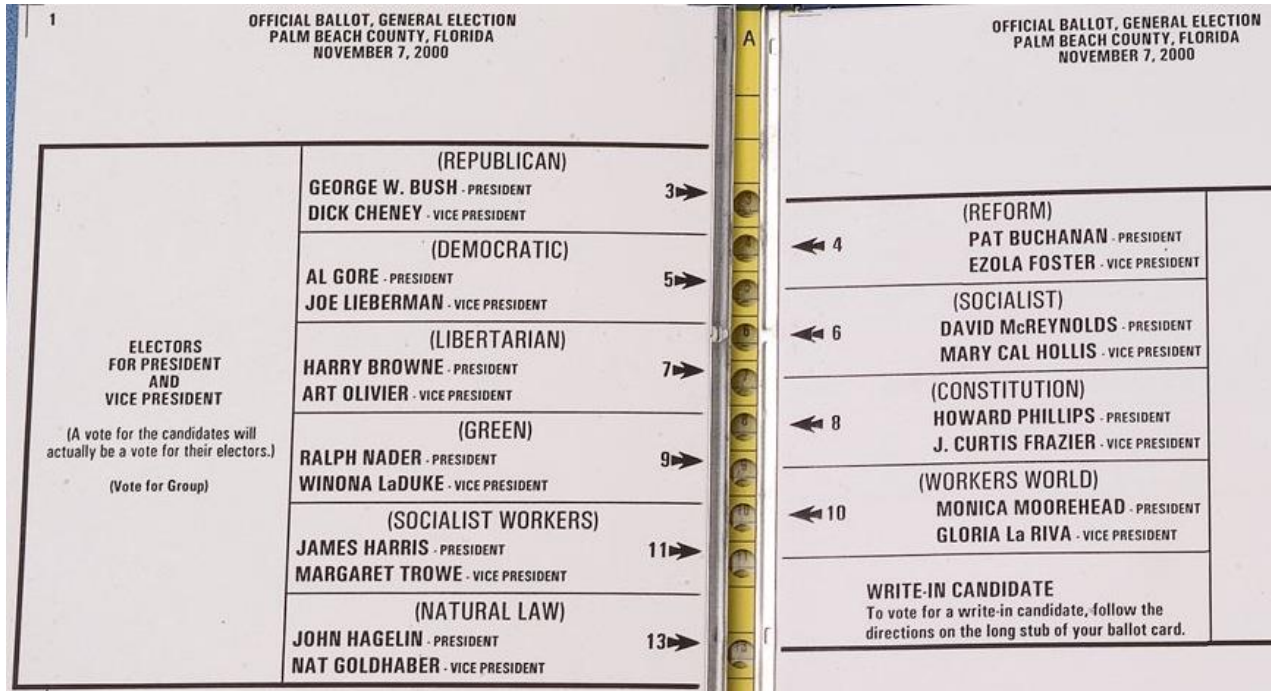 1
OFFICIAL BALLOT, GENERAL ELECTION
PALM BEACH COUNTY, FLORIDA
NOVEMBER 7, 2000
ELECTORS
FOR PRESIDENT
AND
VICE PRESIDENT
(A vote for the candidates will
actually be a vote for their electors.)
(Vote for Group)
(REPUBLICAN)
GEORGE W. BUSH - PRESIDENT 3
DICK CHENEY - VICE PRESIDENT
(DEMOCRATIC)
AL GORE - PRESIDENT 5
JOE LIEBERMAN - VICE PRESIDENT
(LIBERTARIAN)
HARRY BROWNE - PRESIDENT 7
ART OLIVIER - VICE PRESIDENT
(GREEN)
RALPH NADER - PRESIDENT 9
WINONA LaDUKE - VICE PRESIDENT
(SOCIALIST WORKERS)
JAMES HARRIS - PRESIDENT 11
MARGARET TROWE - VICE PRESIDENT
(NATURAL LAW)
JOHN HAGELIN - PRESIDENT 13
NAT GOLDHABER - VICE PRESIDENT
A
OFFICIAL BALLOT, GENERAL ELECTION
PALM BEACH COUNTY, FLORIDA
NOVEMBER 7, 2000
(REFORM)
4 PAT BUCHANAN - PRESIDENT
EZOLA FOSTER - VICE PRESIDENT
(SOCIALIST)
6 DAVID McREYNOLDS - PRESIDENT
MARY CAL HOLLIS - VICE PRESIDENT
(CONSTITUTION)
8 HOWARD PHILLIPS - PRESIDENT
J. CURTIS FRAZIER - VICE PRESIDENT
(WORKERS WORLD)
10 MONICA MOOREHEAD - PRESIDENT
GLORIA La RIVA - VICE PRESIDENT
WRITE-IN CANDIDATE
To vote for a write-in candidate, follow the
directions on the long stub of your ballot card.